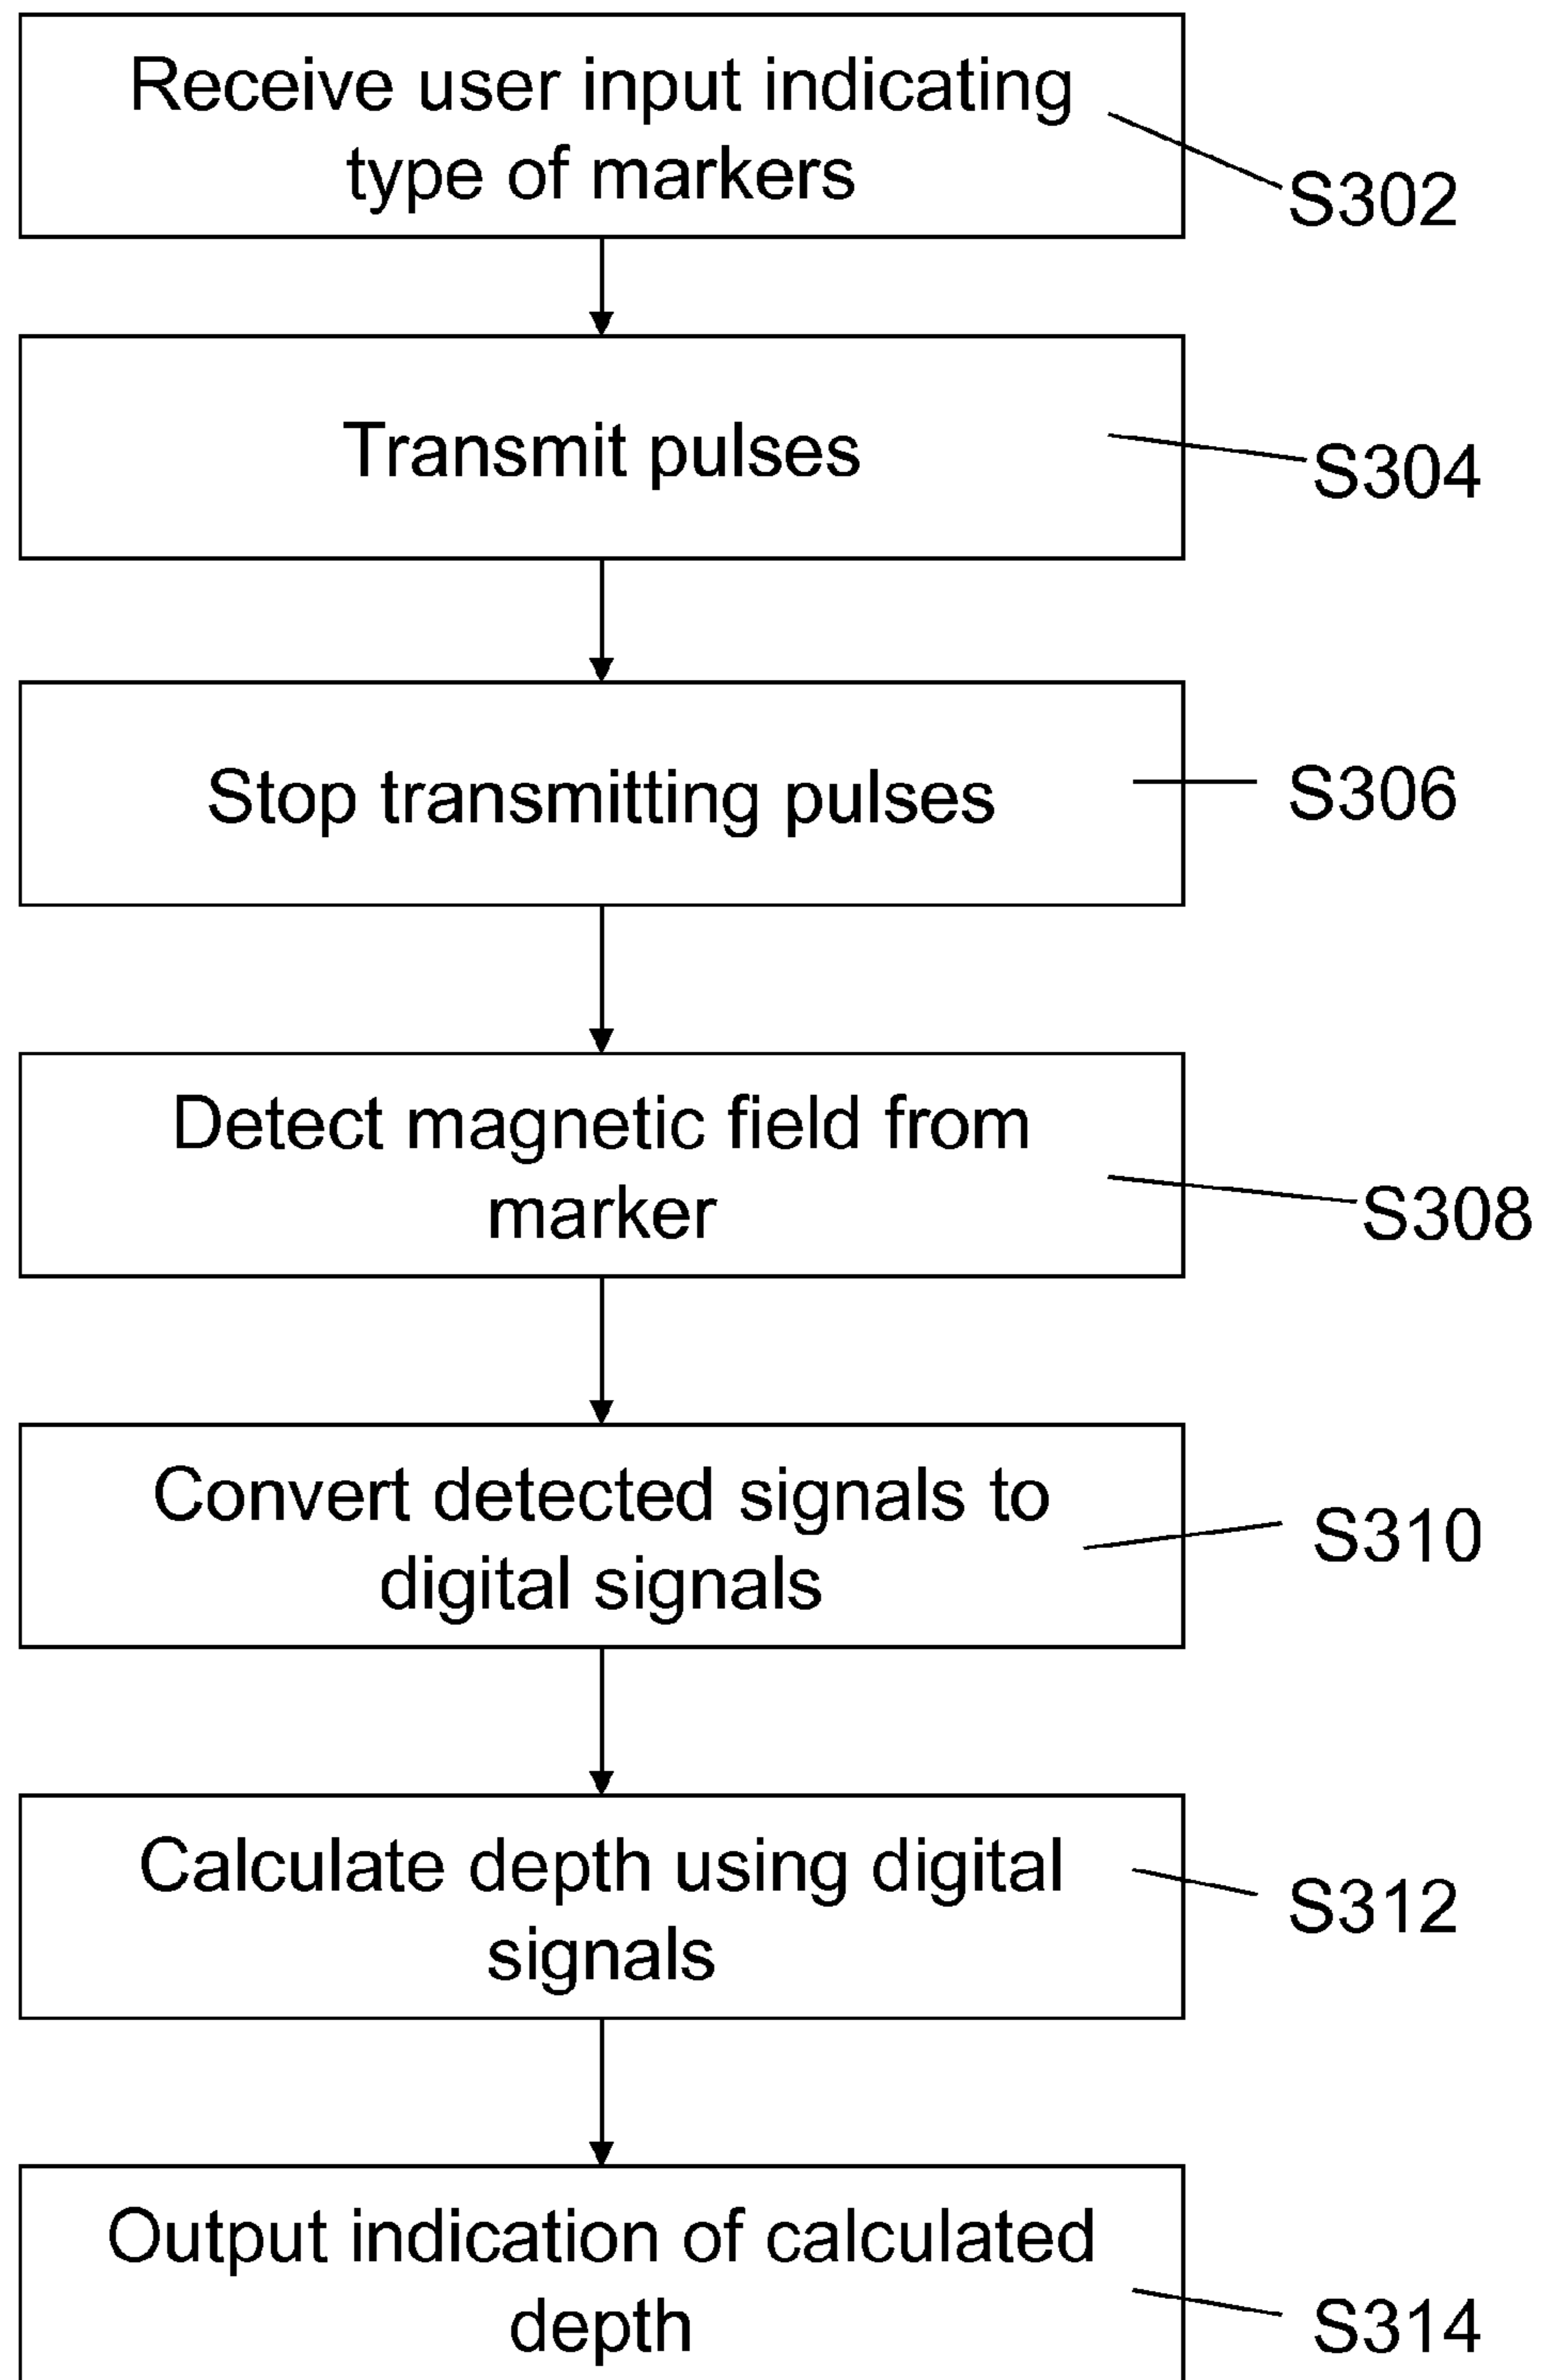 Receive user input indicating
type of markers
S302
Transmit pulses
S304
Stop transmitting pulses
S306
Detect magnetic field from
marker
S308
Convert detected signals to
digital signals
S310
Calculate depth using digital
signals
S312
Output indication of calculated
depth
S314